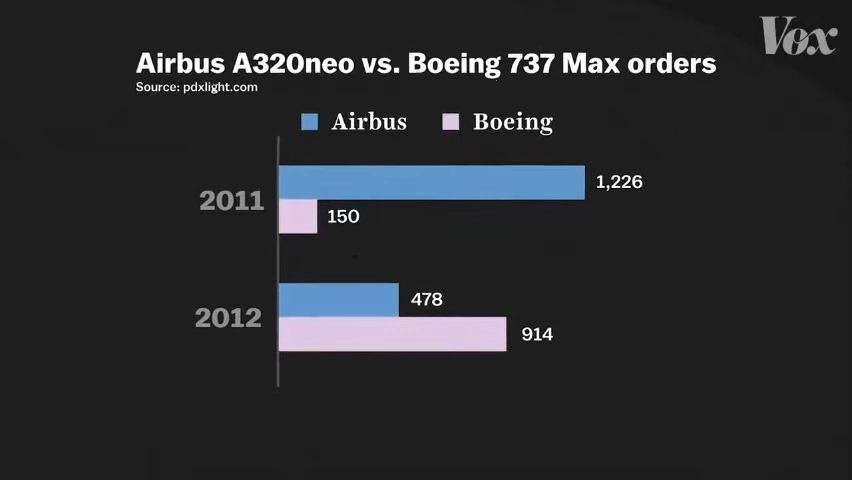 Vox
Airbus A320neo vs. Boeing 737 Max orders
Source: pdxlight.com
Airbus
Boeing
2011
1,226
150
2012
478
914